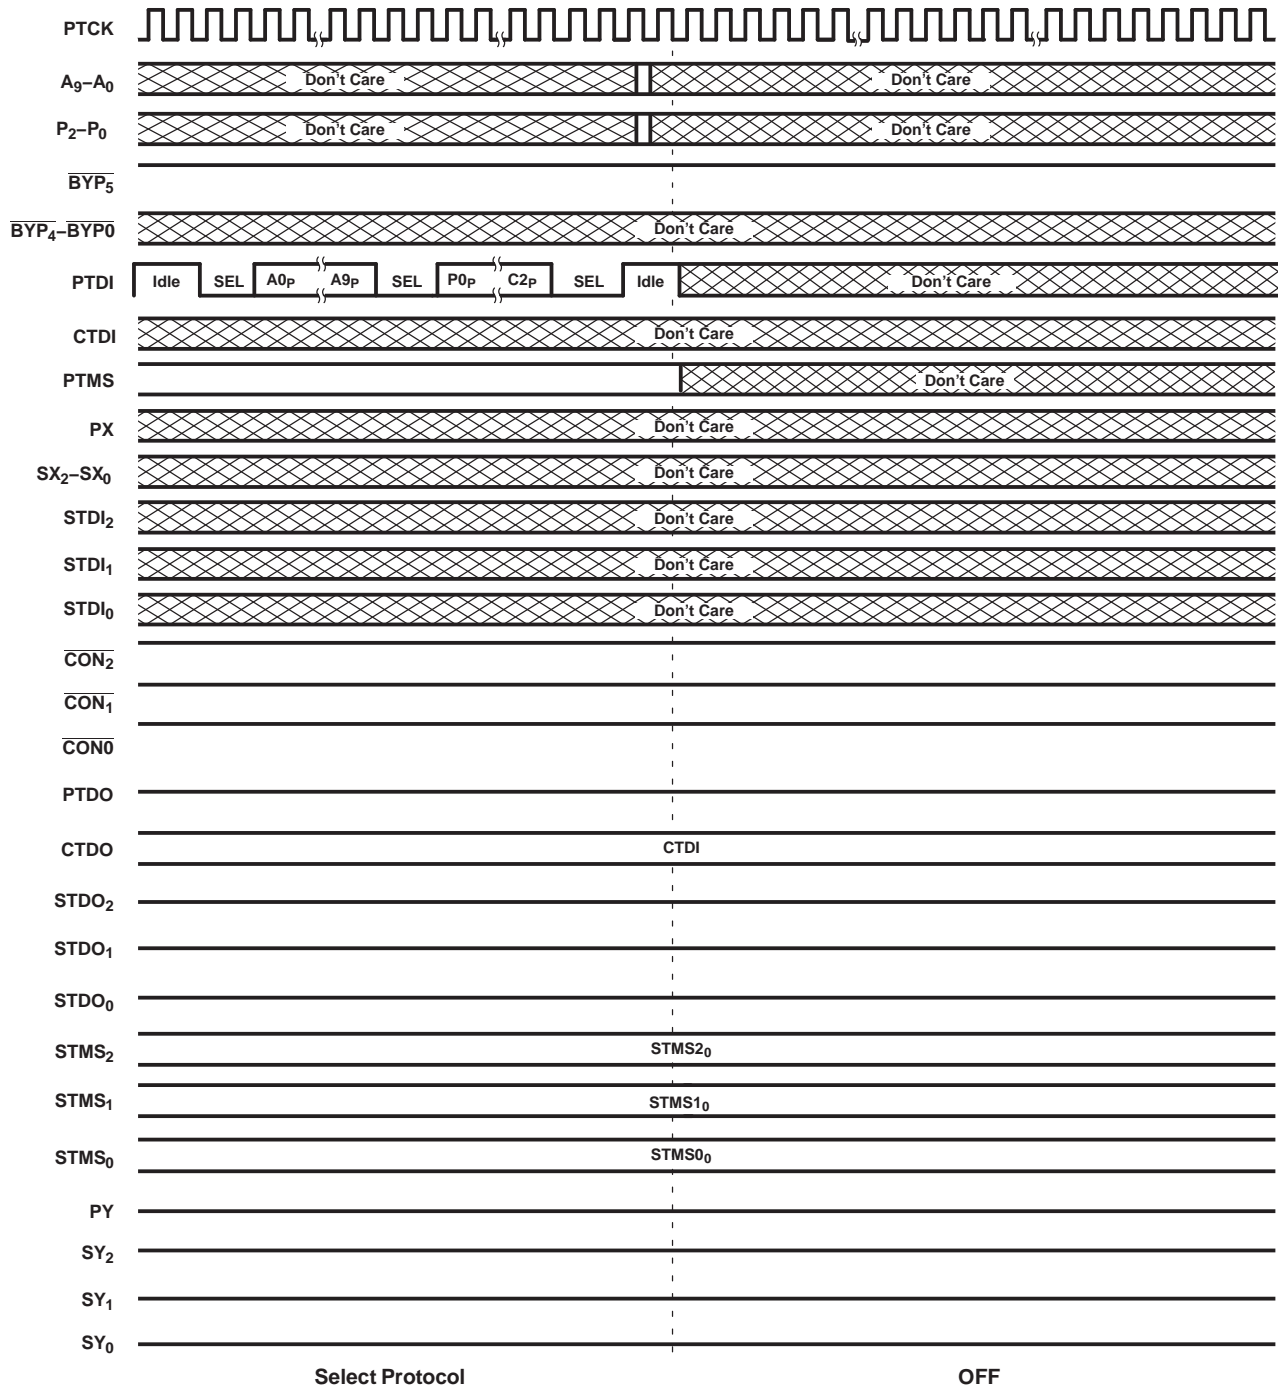 PTCK
A9–A0 Don't Care Don't Care
P2–P0 Don't Care Don't Care
BYP5
BYP4–BYP0 Don't Care
PTDI Idle SEL A0P A9P SEL P0P C2P SEL Idle Don't Care
CTDI Don't Care
PTMS Don't Care
PX Don't Care
SX2–SX0 Don't Care
STDI2 Don't Care
STDI1 Don't Care
STDI0 Don't Care
CON2
CON1
CON0
PTDO
CTDO CTDI
STDO2
STDO1
STDO0
STMS2 STMS20
STMS1 STMS10
STMS0 STMS00
PY
SY2
SY1
SY0
Select Protocol OFF